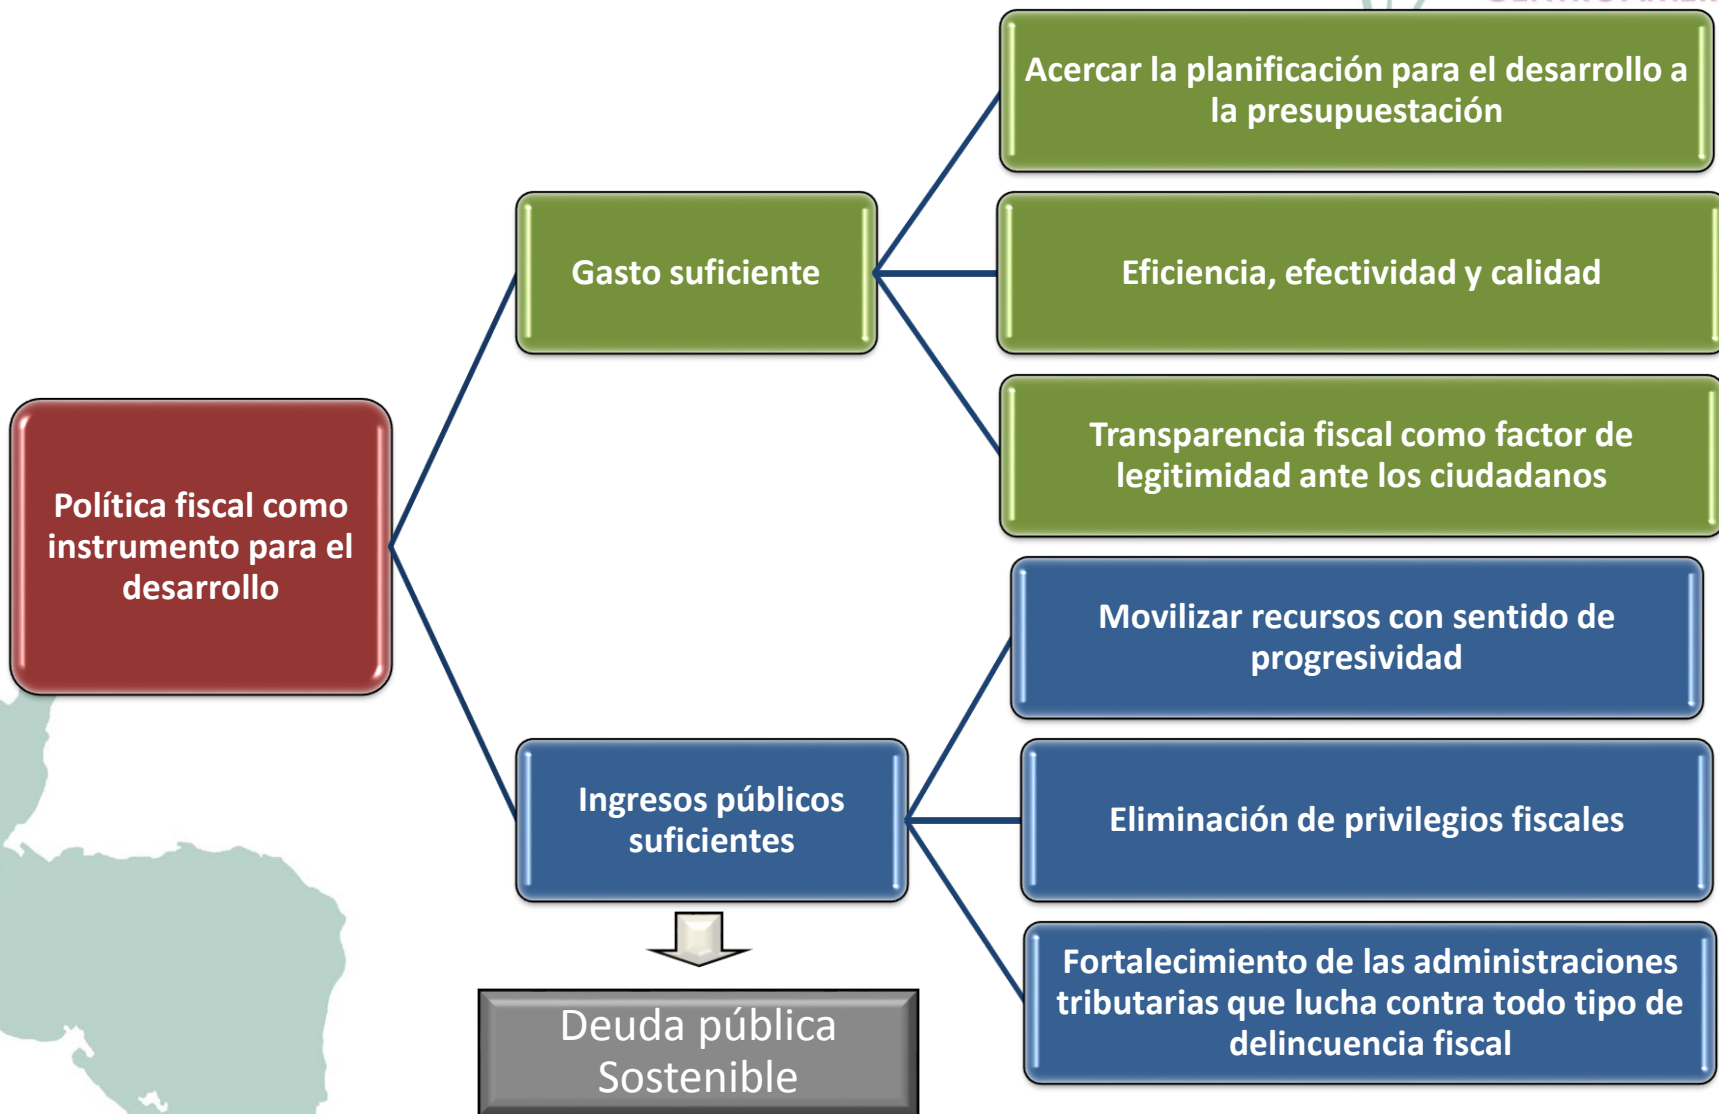 Acercar la planificación para el desarrollo a
la presupuestación
Gasto suficiente
Eficiencia, efectividad y calidad
Transparencia fiscal como factor de
legitimidad ante los ciudadanos
Política fiscal como
instrumento para el
desarrollo
Movilizar recursos con sentido de
progresividad
Ingresos públicos
suficientes
Eliminación de privilegios fiscales
Fortalecimiento de las administraciones
tributarias que lucha contra todo tipo de
delincuencia fiscal
Deuda pública
Sostenible